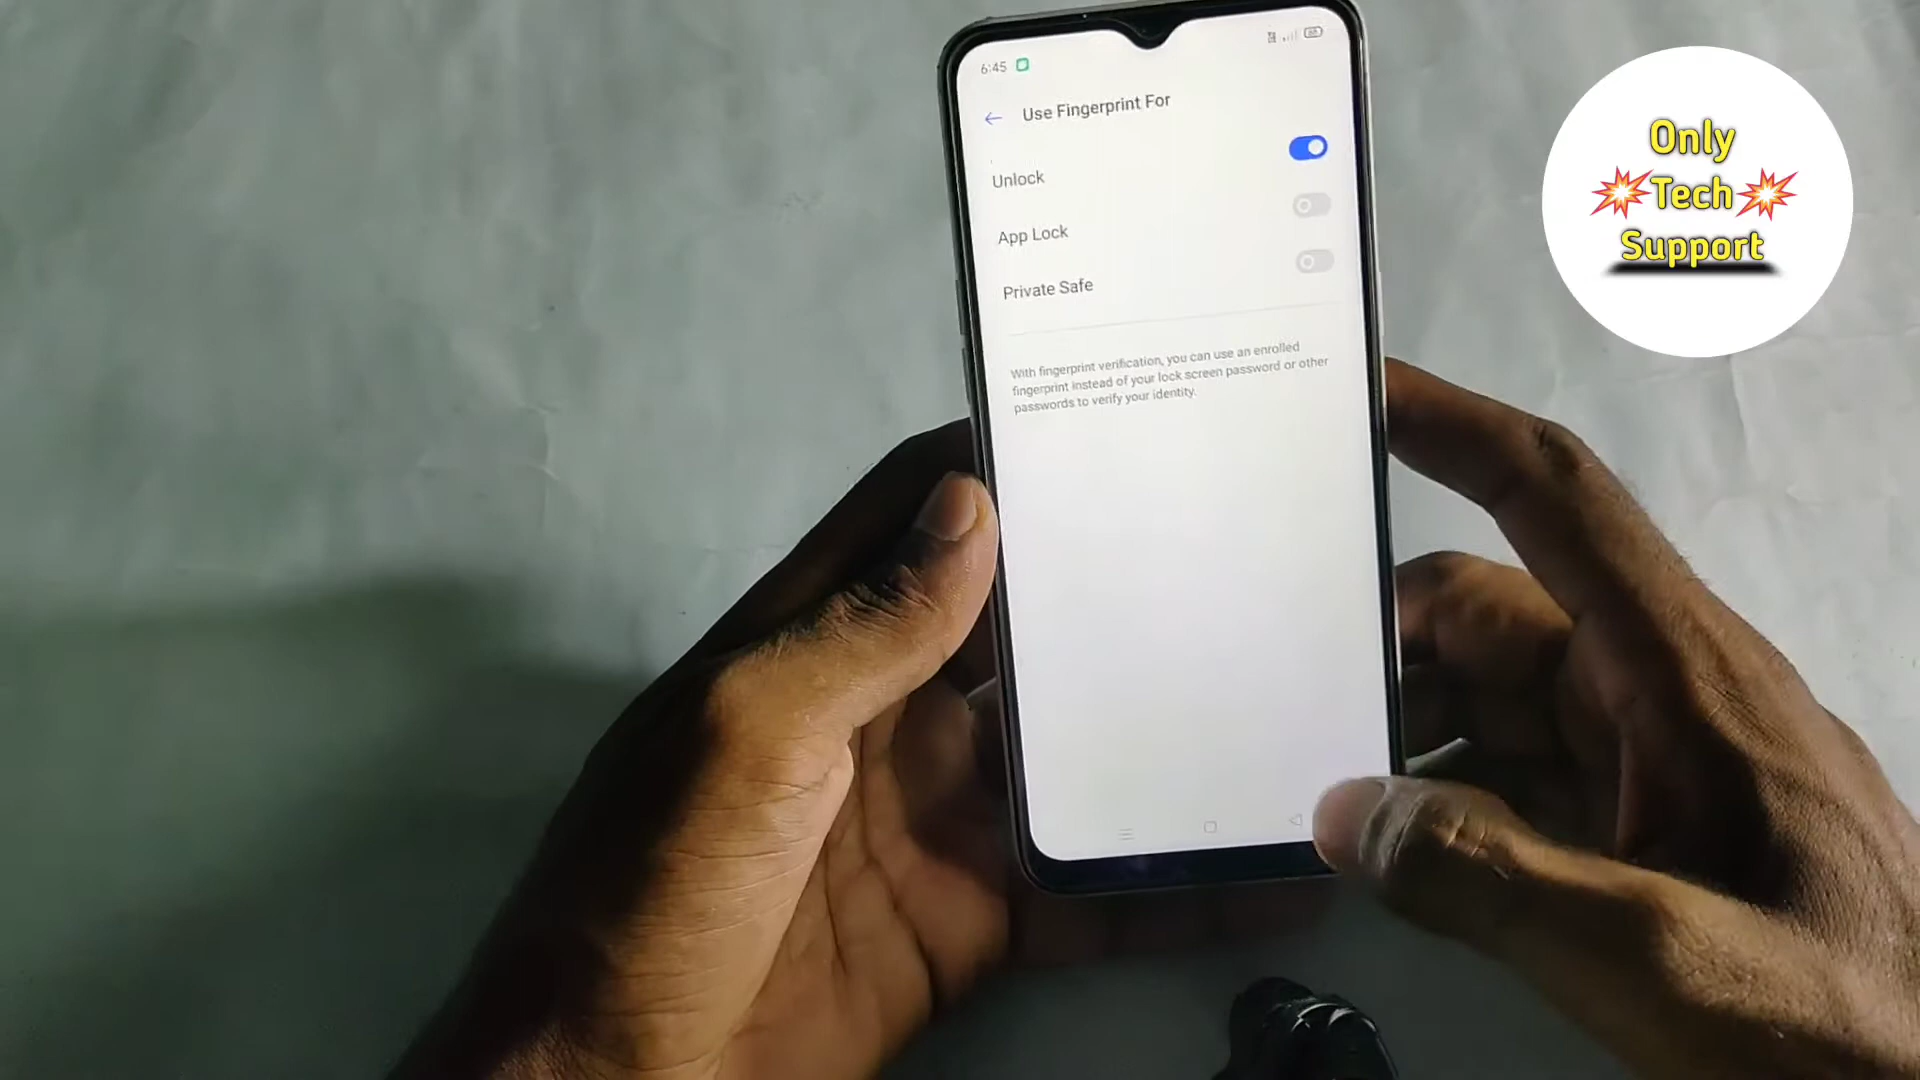 6:45
Use Fingerprint For
Unlock
App Lock
Private Safe
With fingerprint verification, you can use an enrolled
fingerprint instead of your lock screen password or other
passwords to verify your identity.
Only
Tech
Support